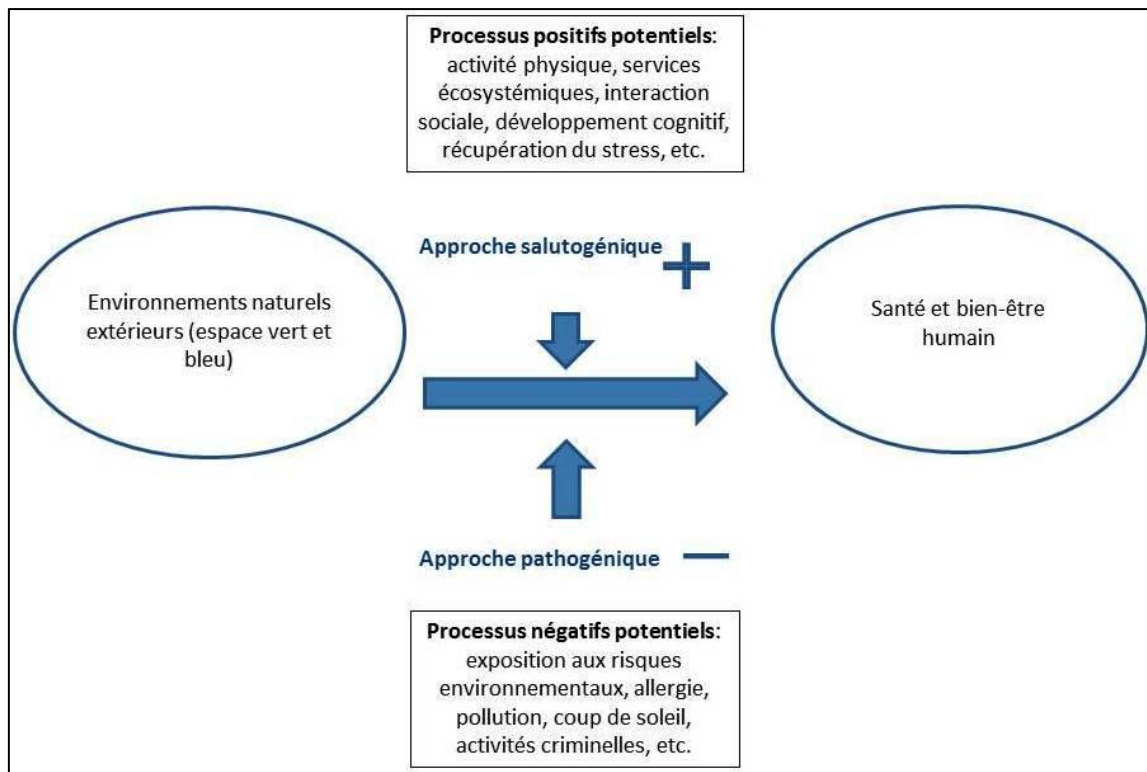 Processus positifs potentiels:
activité physique, services
écosystémiques, interaction
sociale, développement cognitif,
récupération du stress, etc.
Approche salutogénique
Environnements naturels
extérieurs (espace vert et
bleu)
Santé et bien-être
humain
Approche pathogénique
Processus négatifs potentiels:
exposition aux risques
environnementaux, allergie,
pollution, coup de soleil,
activités criminelles, etc.